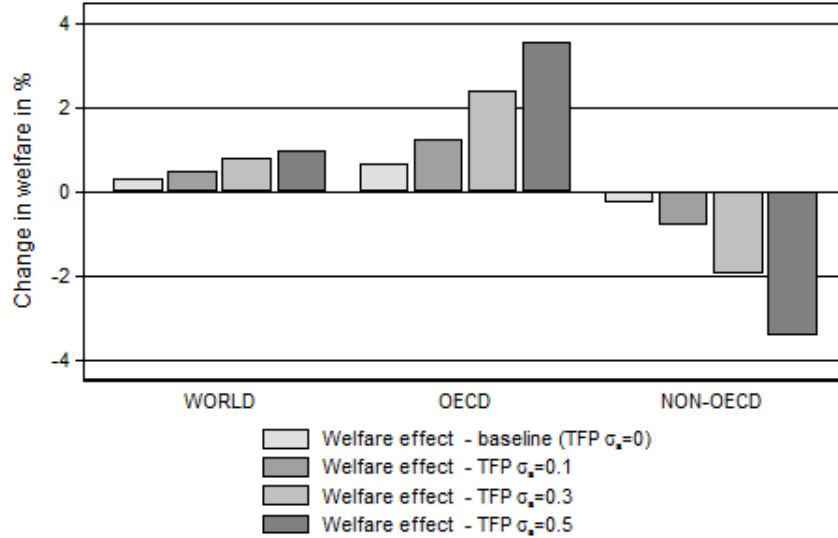 Change in welfare in %
4
2
0
-2
-4
WORLD OECD NON-OECD
Welfare effect - baseline (TFP σₐ=0)
Welfare effect - TFP σₐ=0.1
Welfare effect - TFP σₐ=0.3
Welfare effect - TFP σₐ=0.5